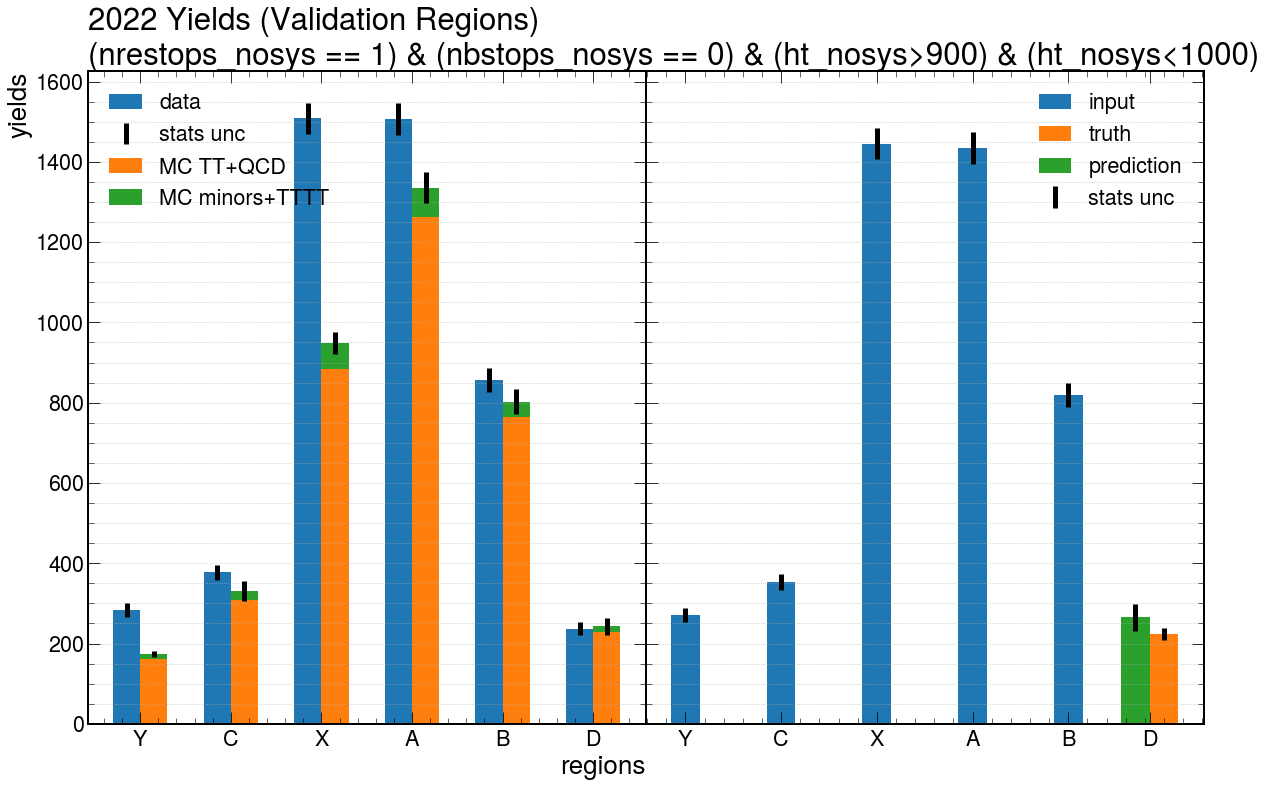 2022 Yields (Validation Regions)
(nrestops_nosys == 1) & (nbstops_nosys == 0) & (ht_nosys>900) & (ht_nosys<1000)
yields
1600
1400
1200
1000
800
600
400
200
0
data
stats unc
MC TT+QCD
MC minors+TTTT
input
truth
prediction
stats unc
Y C X A B D
Y C X A B D
regions